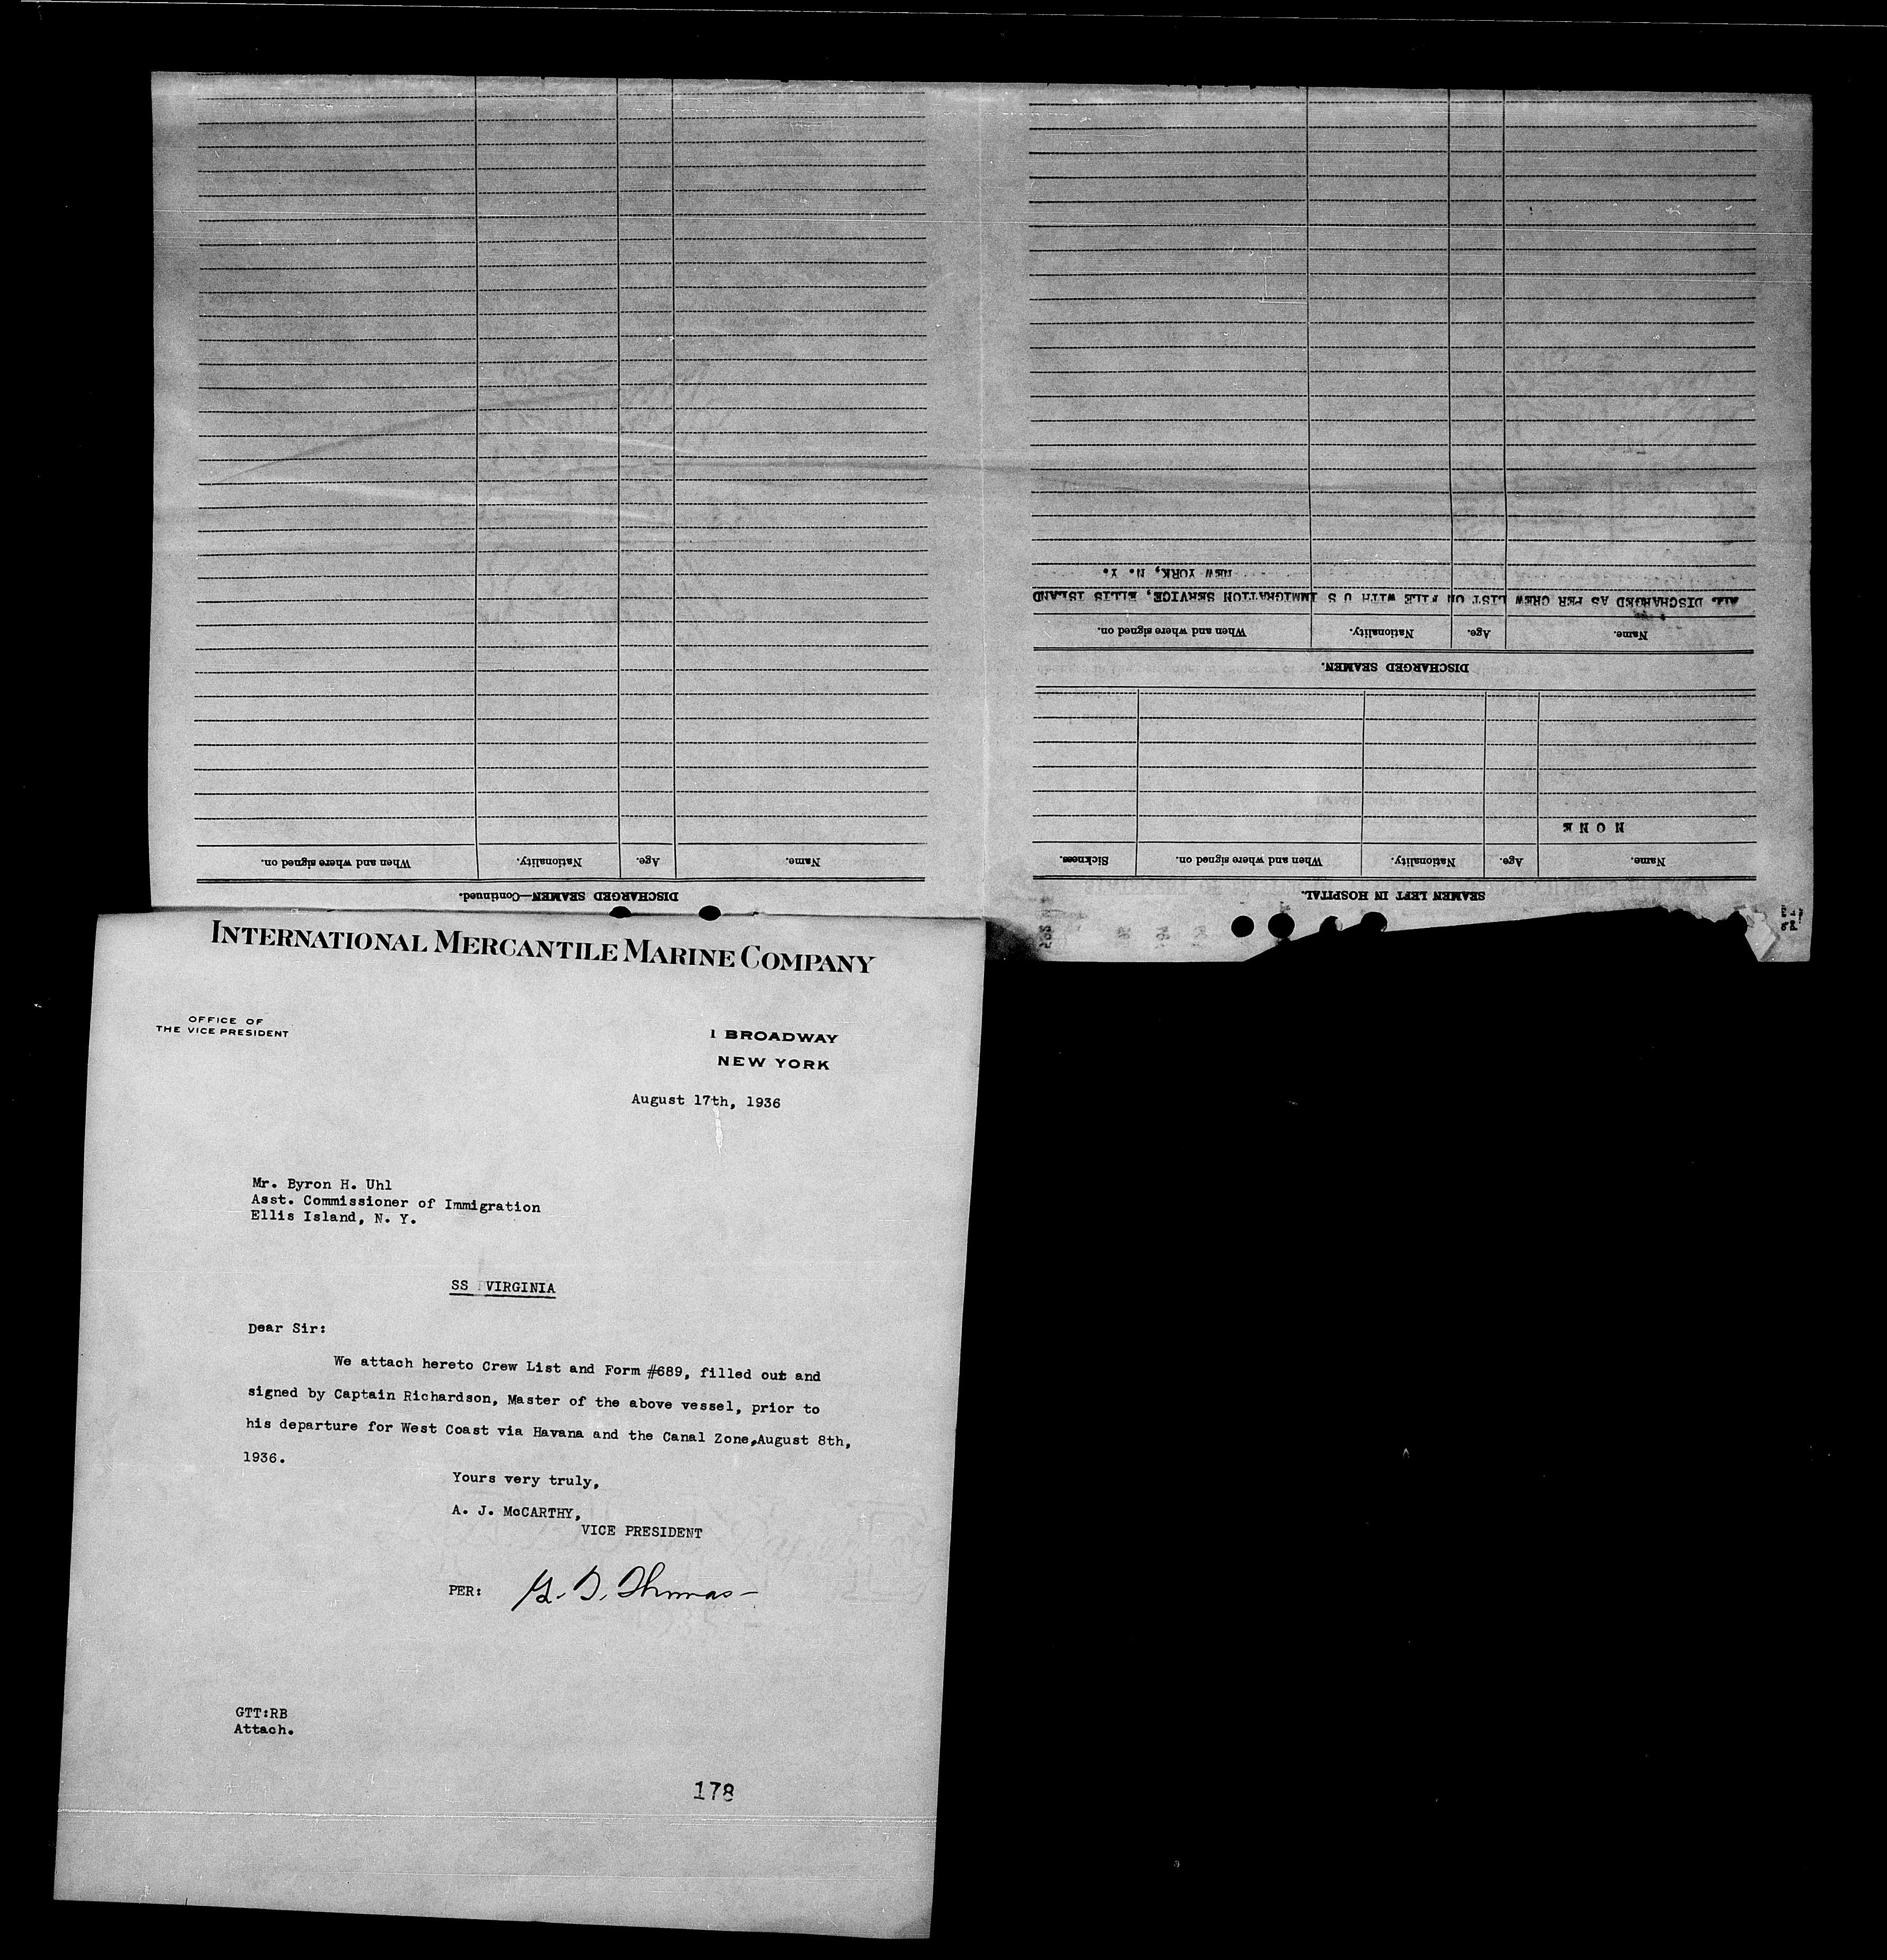 SEAMEN LEFT IN HOSPITAL.
Name. Age. Nationality. When and where signed on. Sickness.
NONE
DISCHARGED SEAMEN.
Name. Age. Nationality. When and where signed on.
ALL DISCHARGED AS PER CREW LIST ON FILE WITH U S IMMIGRATION SERVICE, ELLIS ISLAND
NEW YORK, N. Y.
DISCHARGED SEAMEN—Continued.
Name. Age. Nationality. When and where signed on.
INTERNATIONAL MERCANTILE MARINE COMPANY
OFFICE OF
THE VICE PRESIDENT
1 BROADWAY
NEW YORK
August 17th, 1936
Mr. Byron H. Uhl
Asst. Commissioner of Immigration
Ellis Island, N. Y.
SS VIRGINIA
Dear Sir:
We attach hereto Crew List and Form #689, filled out and
signed by Captain Richardson, Master of the above vessel, prior to
his departure for West Coast via Havana and the Canal Zone,August 8th,
1936.
Yours very truly,
A. J. McCARTHY,
VICE PRESIDENT
PER: G. T. Thomas
GTT:RB
Attach.
178